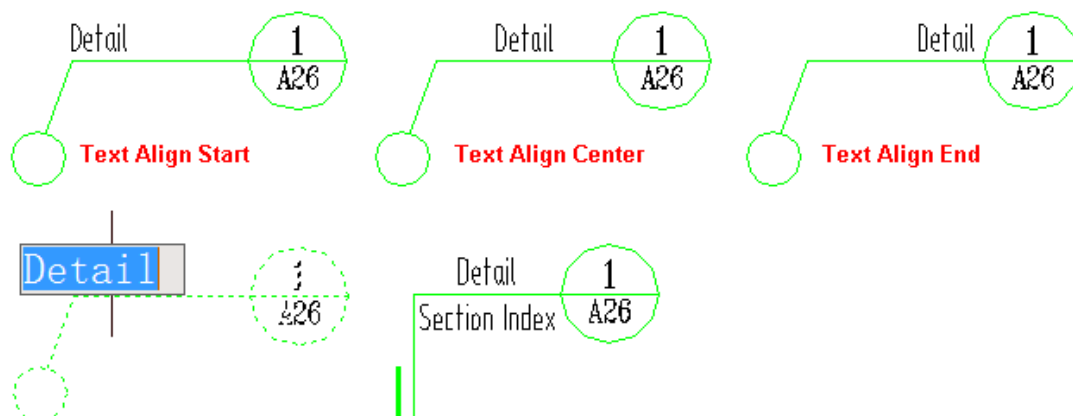 Detail
1
A26
Text Align Start
Detail
1
A26
Text Align Center
Detail
1
A26
Text Align End
Detail
1
A26
Detail
1
A26
Section Index